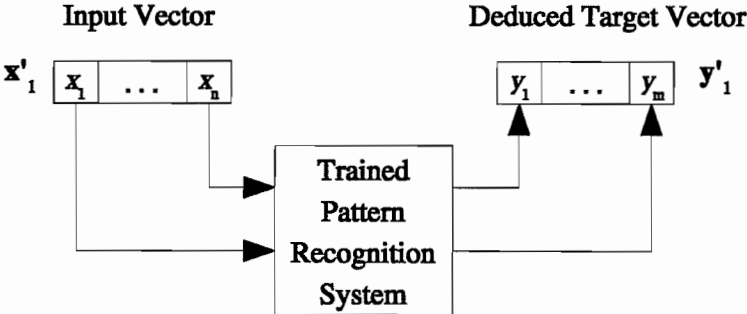 Input Vector
Deduced Target Vector
x'₁ x₁ ... xₙ
y₁ ... yₘ y'₁
Trained
Pattern
Recognition
System